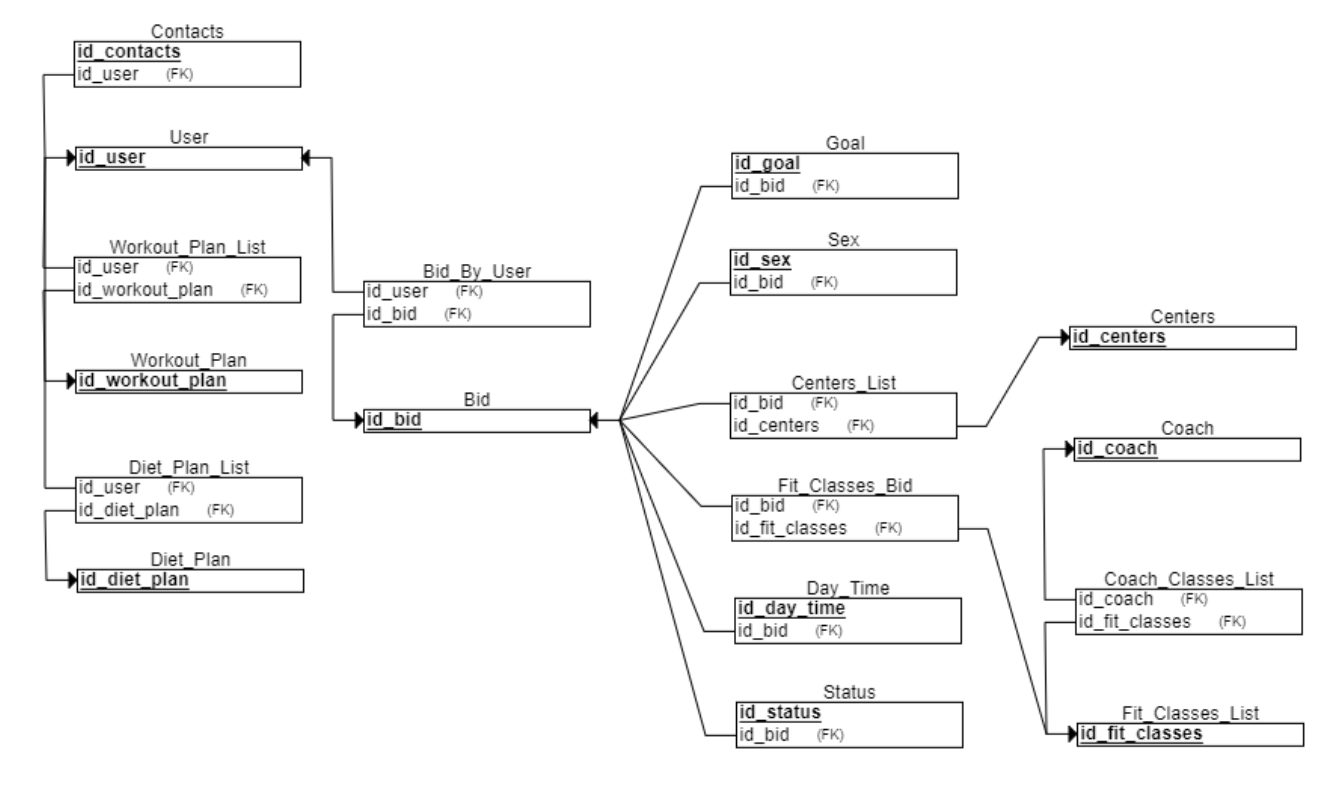 Contacts
id_contacts
id_user (FK)
User
id_user
Workout_Plan_List
id_user (FK)
id_workout_plan (FK)
Workout_Plan
id_workout_plan
Diet_Plan_List
id_user (FK)
id_diet_plan (FK)
Diet_Plan
id_diet_plan
Bid_By_User
id_user (FK)
id_bid (FK)
Bid
id_bid
Goal
id_goal
id_bid (FK)
Sex
id_sex
id_bid (FK)
Centers_List
id_bid (FK)
id_centers (FK)
Fit_Classes_Bid
id_bid (FK)
id_fit_classes (FK)
Day_Time
id_day_time
id_bid (FK)
Status
id_status
id_bid (FK)
Centers
id_centers
Coach
id_coach
Coach_Classes_List
id_coach (FK)
id_fit_classes (FK)
Fit_Classes_List
id_fit_classes